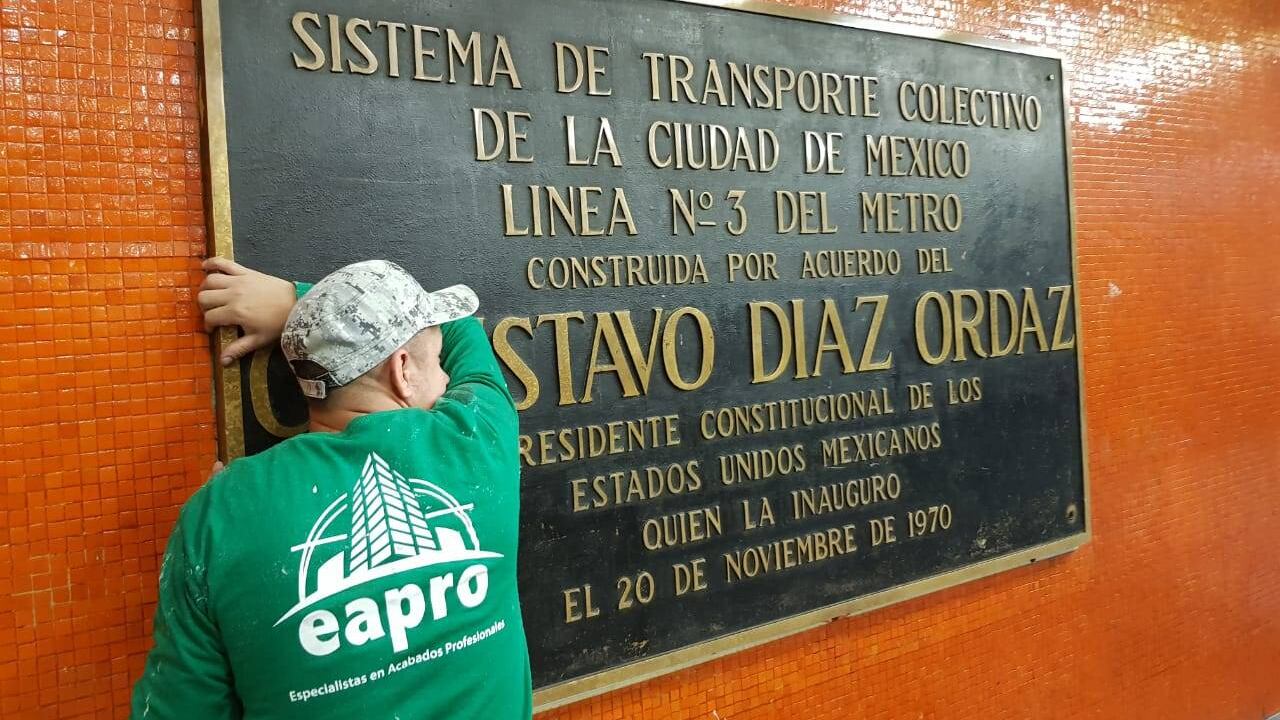 SISTEMA DE TRANSPORTE COLECTIVO
DE LA CIUDAD DE MEXICO
LINEA Nº 3 DEL METRO
CONSTRUIDA POR ACUERDO DEL
GUSTAVO DIAZ ORDAZ
RESIDENTE CONSTITUCIONAL DE LOS
ESTADOS UNIDOS MEXICANOS
QUIEN LA INAUGURO
EL 20 DE NOVIEMBRE DE 1970
eapro
Especialistas en Acabados Profesionales